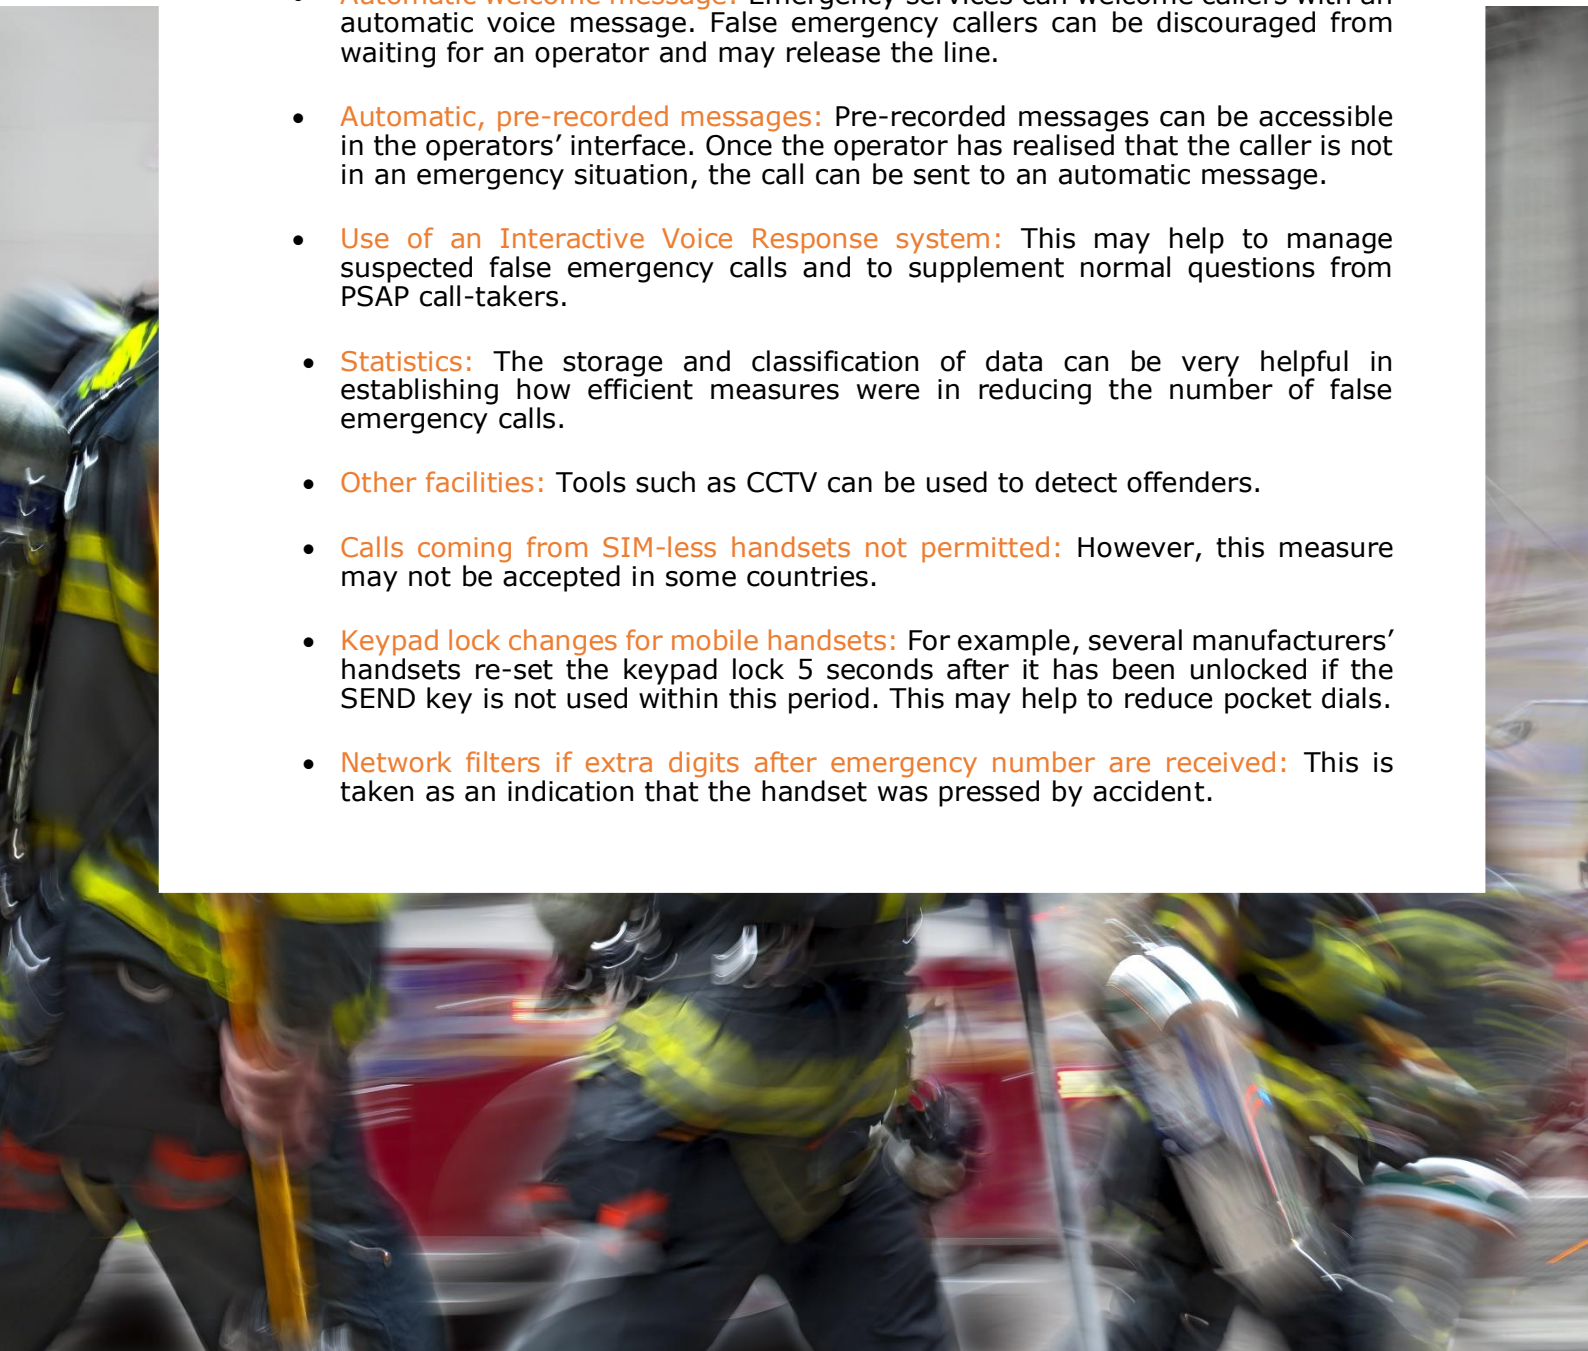 • Automatic welcome message: Emergency services can welcome callers with an
automatic voice message. False emergency callers can be discouraged from
waiting for an operator and may release the line.
• Automatic, pre-recorded messages: Pre-recorded messages can be accessible
in the operators’ interface. Once the operator has realised that the caller is not
in an emergency situation, the call can be sent to an automatic message.
• Use of an Interactive Voice Response system: This may help to manage
suspected false emergency calls and to supplement normal questions from
PSAP call-takers.
• Statistics: The storage and classification of data can be very helpful in
establishing how efficient measures were in reducing the number of false
emergency calls.
• Other facilities: Tools such as CCTV can be used to detect offenders.
• Calls coming from SIM-less handsets not permitted: However, this measure
may not be accepted in some countries.
• Keypad lock changes for mobile handsets: For example, several manufacturers’
handsets re-set the keypad lock 5 seconds after it has been unlocked if the
SEND key is not used within this period. This may help to reduce pocket dials.
• Network filters if extra digits after emergency number are received: This is
taken as an indication that the handset was pressed by accident.